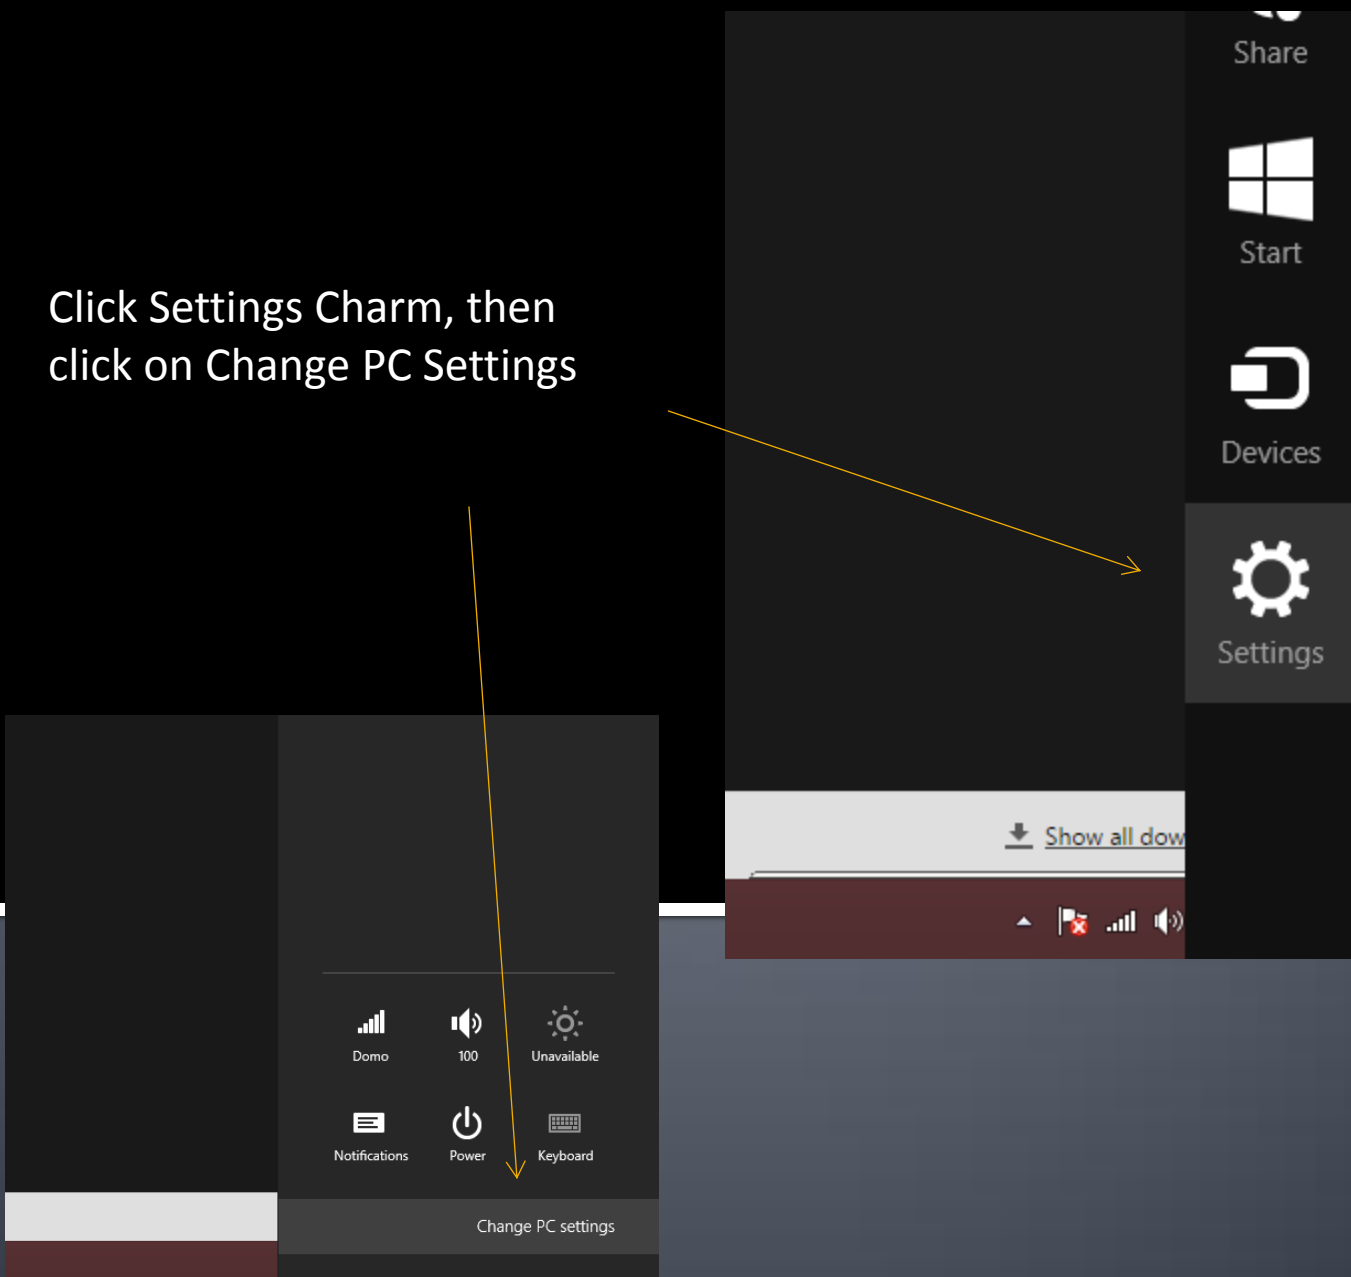 Click Settings Charm, then
click on Change PC Settings
Share
Start
Devices
Settings
Show all dow
Domo
100
Unavailable
Notifications
Power
Keyboard
Change PC settings